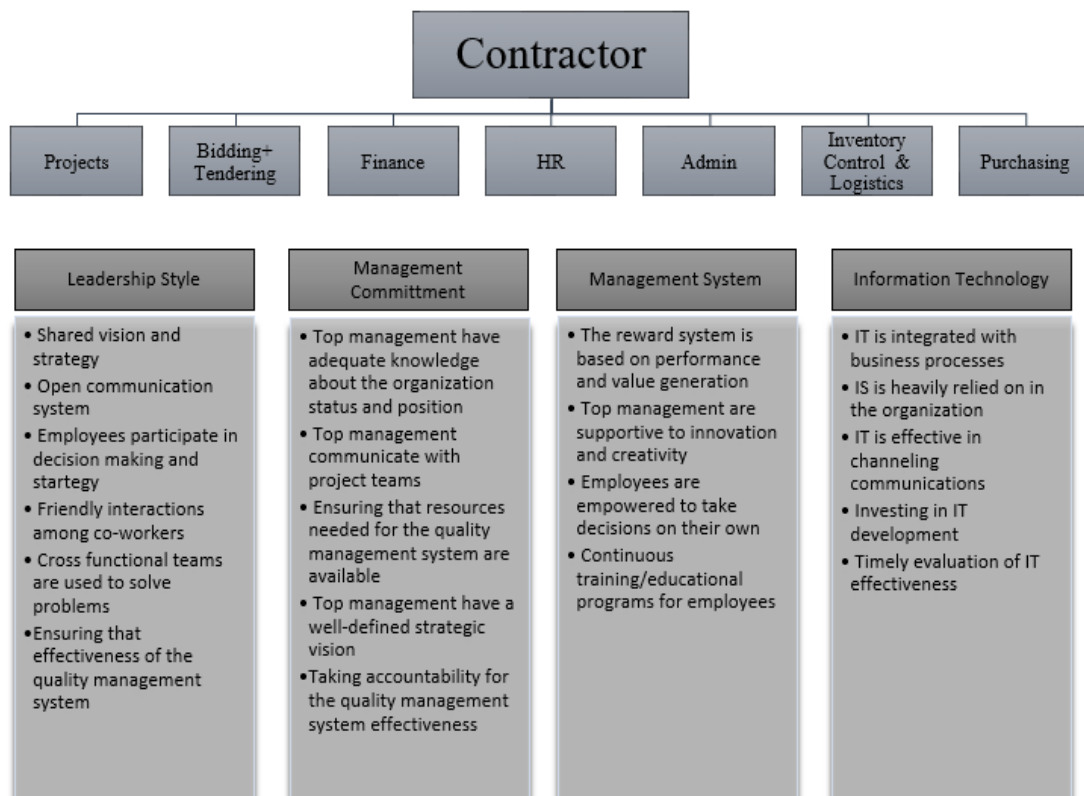 Contractor
Projects
Bidding+
Tendering
Finance
HR
Admin
Inventory
Control &
Logistics
Purchasing
Leadership Style
• Shared vision and
strategy
• Open communication
system
• Employees participate in
decision making and
startegy
• Friendly interactions
among co-workers
• Cross functional teams
are used to solve
problems
•Ensuring that
effectiveness of the
quality management
system
Management
Committment
• Top management have
adequate knowledge
about the organization
status and position
• Top management
communicate with
project teams
• Ensuring that resources
needed for the quality
management system are
available
• Top management have a
well-defined strategic
vision
•Taking accountability for
the quality management
system effectiveness
Management System
• The reward system is
based on performance
and value generation
• Top management are
supportive to innovation
and creativity
• Employees are
empowered to take
decisions on their own
• Continuous
training/educational
programs for employees
Information Technology
• IT is integrated with
business processes
• IS is heavily relied on in
the organization
• IT is effective in
channeling
communications
• Investing in IT
development
• Timely evaluation of IT
effectiveness